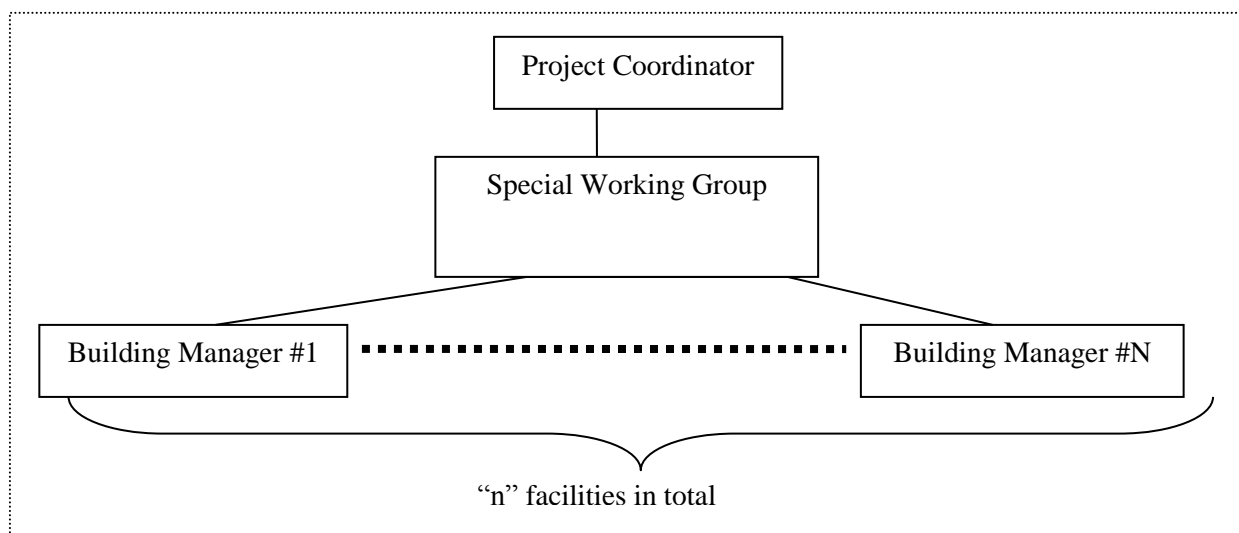 Project Coordinator
Special Working Group
Building Manager #1
Building Manager #N
“n” facilities in total